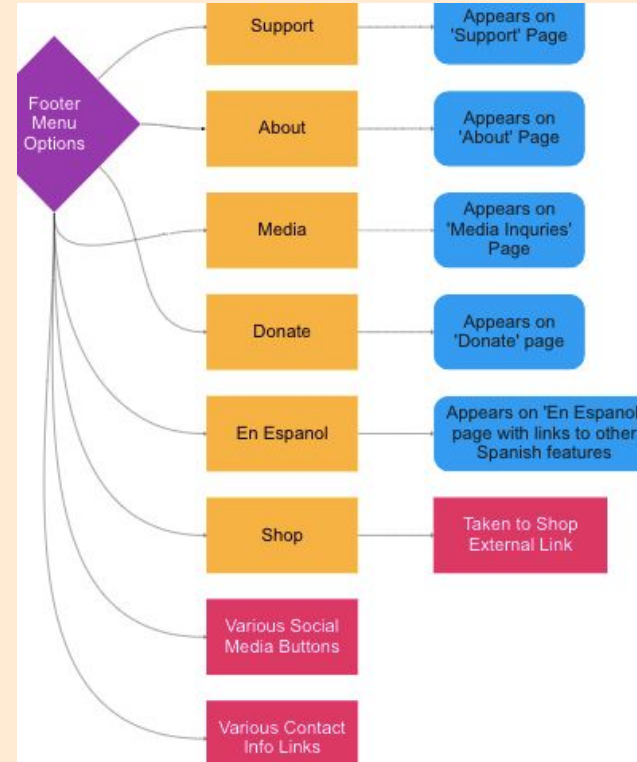 Footer
Menu
Options
Support
Appears on
'Support' Page
About
Appears on
'About' Page
Media
Appears on
'Media Inquries'
Page
Donate
Appears on
'Donate' page
En Espanol
Appears on 'En Espanol
page with links to other
Spanish features
Shop
Taken to Shop
External Link
Various Social
Media Buttons
Various Contact
Info Links